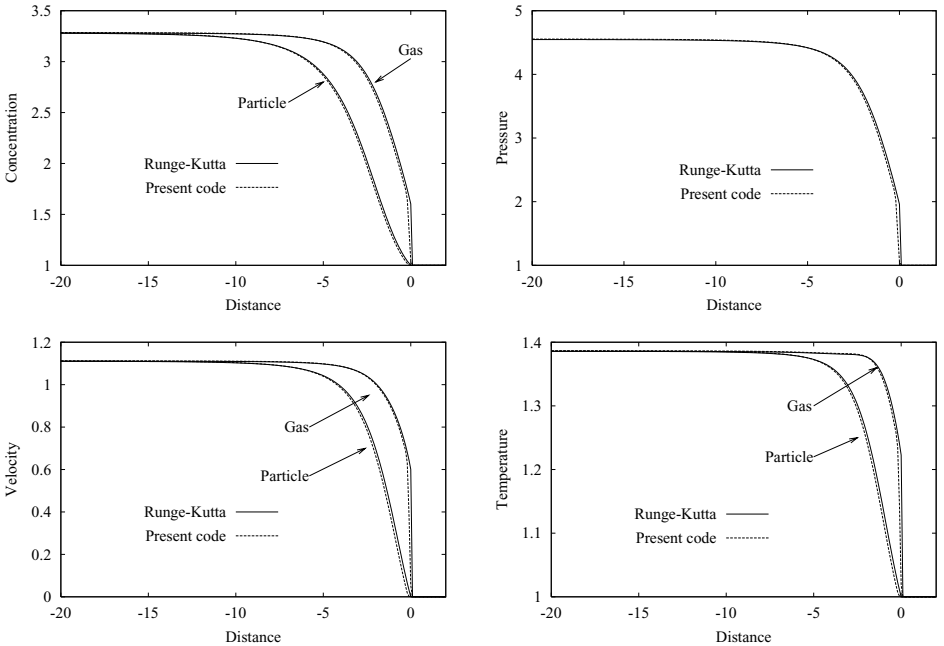 3.5
3
2.5
2
1.5
1
-20
-15
-10
-5
0
Concentration
Distance
Gas
Particle
Runge-Kutta
Present code
5
4
3
2
1
-20
-15
-10
-5
0
Pressure
Distance
Runge-Kutta
Present code
1.2
1
0.8
0.6
0.4
0.2
0
-20
-15
-10
-5
0
Velocity
Distance
Gas
Particle
Runge-Kutta
Present code
1.4
1.3
1.2
1.1
1
-20
-15
-10
-5
0
Temperature
Distance
Gas
Particle
Runge-Kutta
Present code